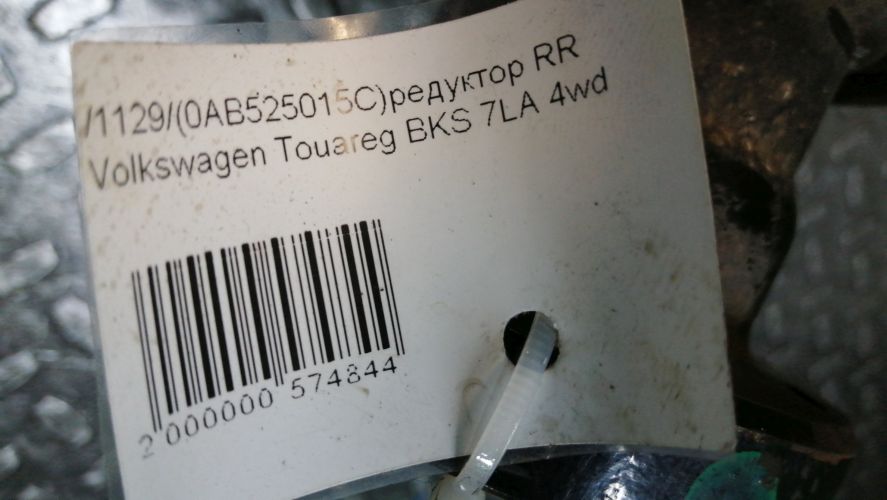 /1129/(0AB525015C)редуктор RR
Volkswagen Touareg BKS 7LA 4wd
2 000000 574844